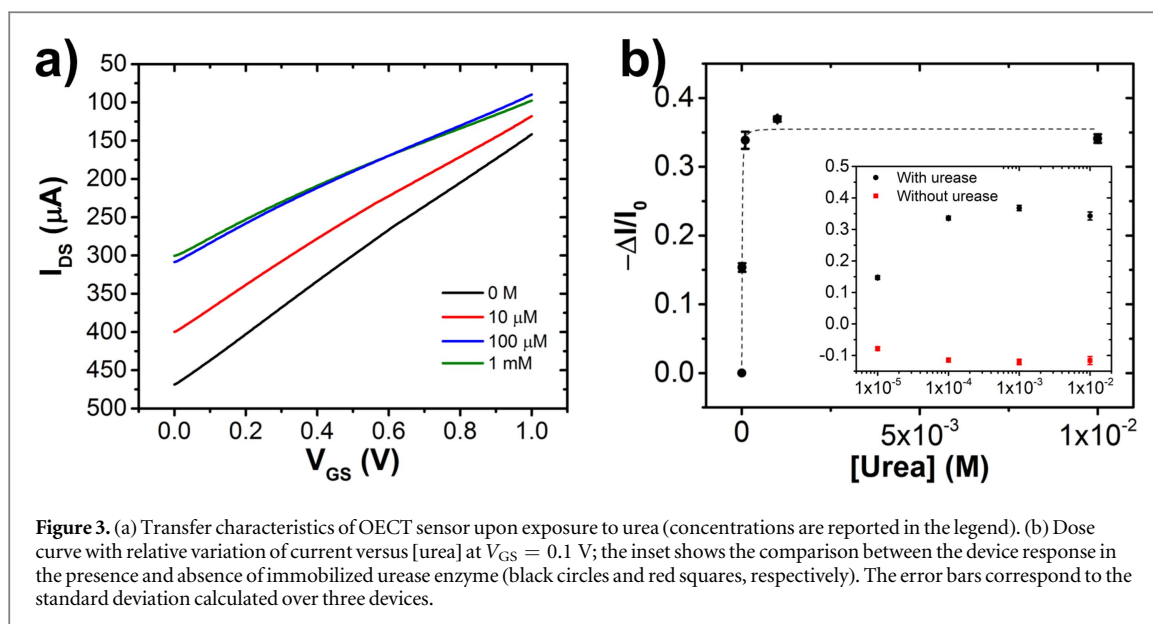 a)
50
100
150
200
250
300
350
400
450
500
I_DS (μA)
0 M
10 μM
100 μM
1 mM
0.0 0.2 0.4 0.6 0.8 1.0
V_GS (V)
b)
0.4
0.3
0.2
0.1
0.0
−ΔI/I_0
0.5
0.4
0.3
0.2
0.1
0.0
-0.1
With urease
Without urease
1x10^-5 1x10^-4 1x10^-3 1x10^-2
0 5x10^-3 1x10^-2
[Urea] (M)
Figure 3. (a) Transfer characteristics of OECT sensor upon exposure to urea (concentrations are reported in the legend). (b) Dose
curve with relative variation of current versus [urea] at V_GS = 0.1 V; the inset shows the comparison between the device response in
the presence and absence of immobilized urease enzyme (black circles and red squares, respectively). The error bars correspond to the
standard deviation calculated over three devices.